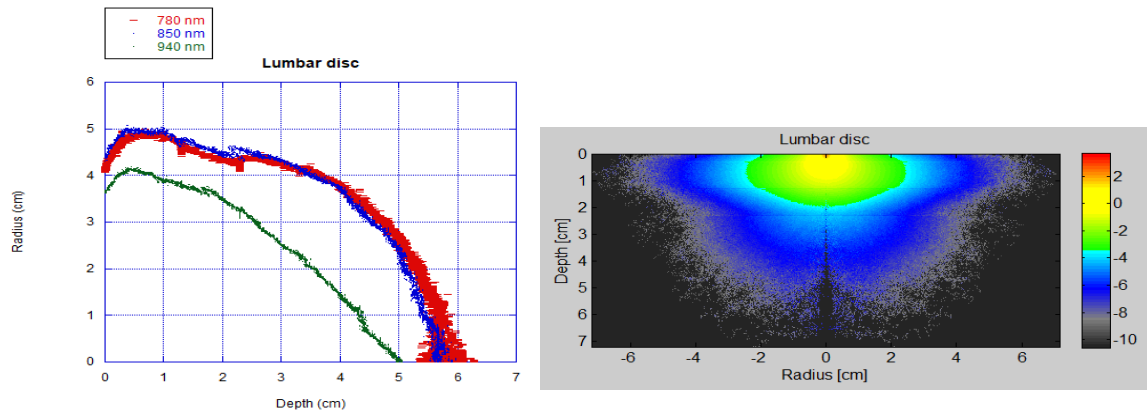 780 nm
850 nm
940 nm
Lumbar disc
6
5
4
3
2
1
0
0 1 2 3 4 5 6 7
Radius (cm)
Depth (cm)
Lumbar disc
0
1
2
3
4
5
6
7
-6 -4 -2 0 2 4 6
Depth [cm]
Radius [cm]
2
0
-2
-4
-6
-8
-10